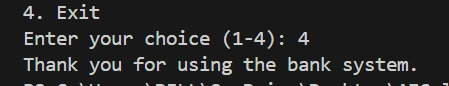 4. Exit
Enter your choice (1-4): 4
Thank you for using the bank system.